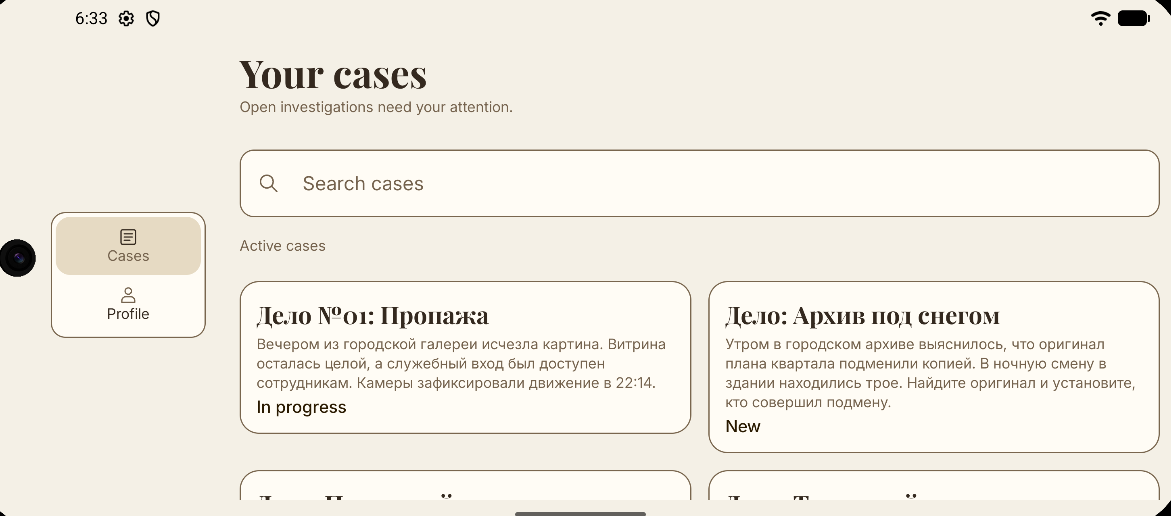 6:33
Your cases
Open investigations need your attention.
Search cases
Cases
Profile
Active cases
Дело №01: Пропажа
Вечером из городской галереи исчезла картина. Витрина
осталась целой, а служебный вход был доступен
сотрудникам. Камеры зафиксировали движение в 22:14.
In progress
Дело: Архив под снегом
Утром в городском архиве выяснилось, что оригинал
плана квартала подменили копией. В ночную смену в
здании находились трое. Найдите оригинал и установите,
кто совершил подмену.
New